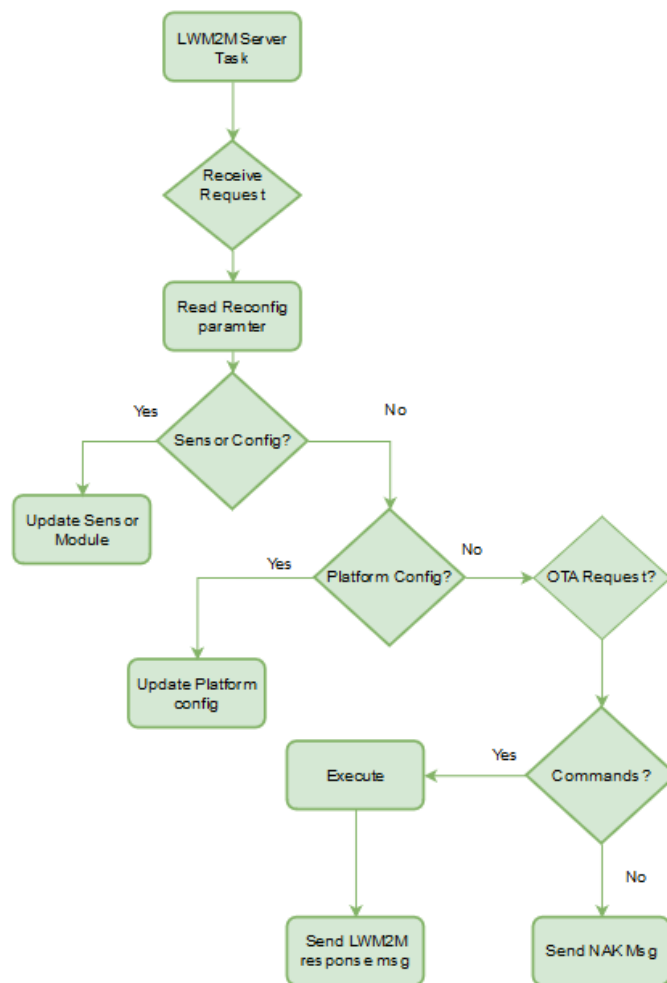 LWM2M Server
Task
Receive
Request
Read Reconfig
paramter
Yes
No
Sensor Config?
Update Sensor
Module
Yes
Platform Config?
No
OTA Request?
Update Platform
config
Execute
Yes
Commands?
No
Send LWM2M
response msg
Send NAK Msg